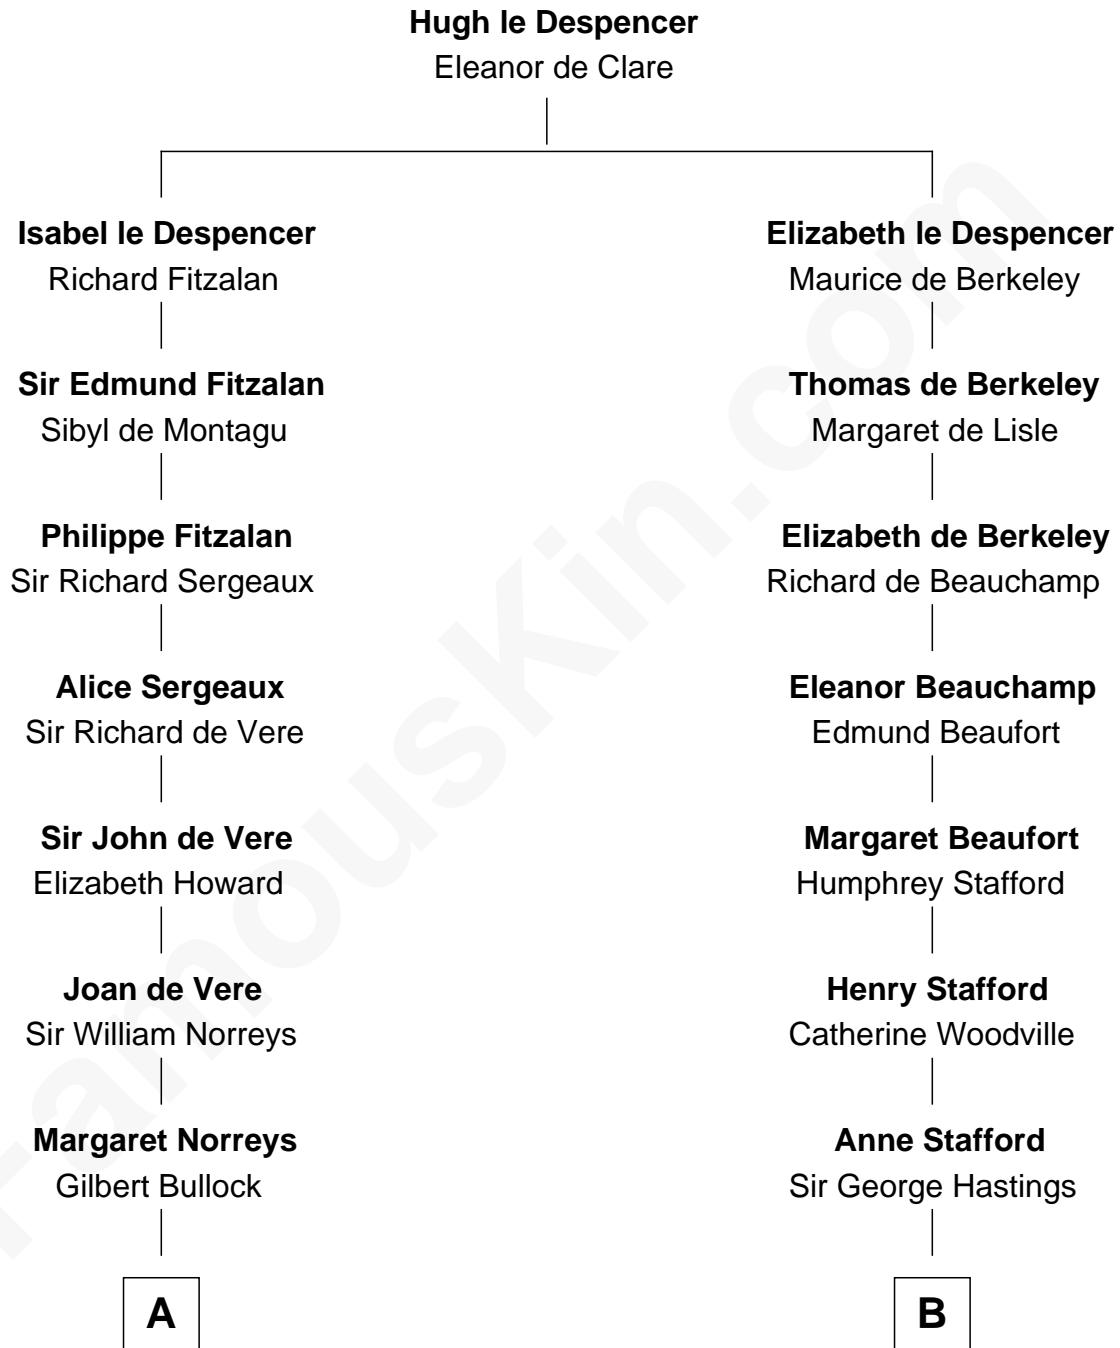 Hugh le Despencer
Eleanor de Clare
Isabel le Despencer
Richard Fitzalan
Sir Edmund Fitzalan
Sibyl de Montagu
Philippe Fitzalan
Sir Richard Sergeaux
Alice Sergeaux
Sir Richard de Vere
Sir John de Vere
Elizabeth Howard
Joan de Vere
Sir William Norreys
Margaret Norreys
Gilbert Bullock
A
Elizabeth le Despencer
Maurice de Berkeley
Thomas de Berkeley
Margaret de Lisle
Elizabeth de Berkeley
Richard de Beauchamp
Eleanor Beauchamp
Edmund Beaufort
Margaret Beaufort
Humphrey Stafford
Henry Stafford
Catherine Woodville
Anne Stafford
Sir George Hastings
B
FamousKin.com